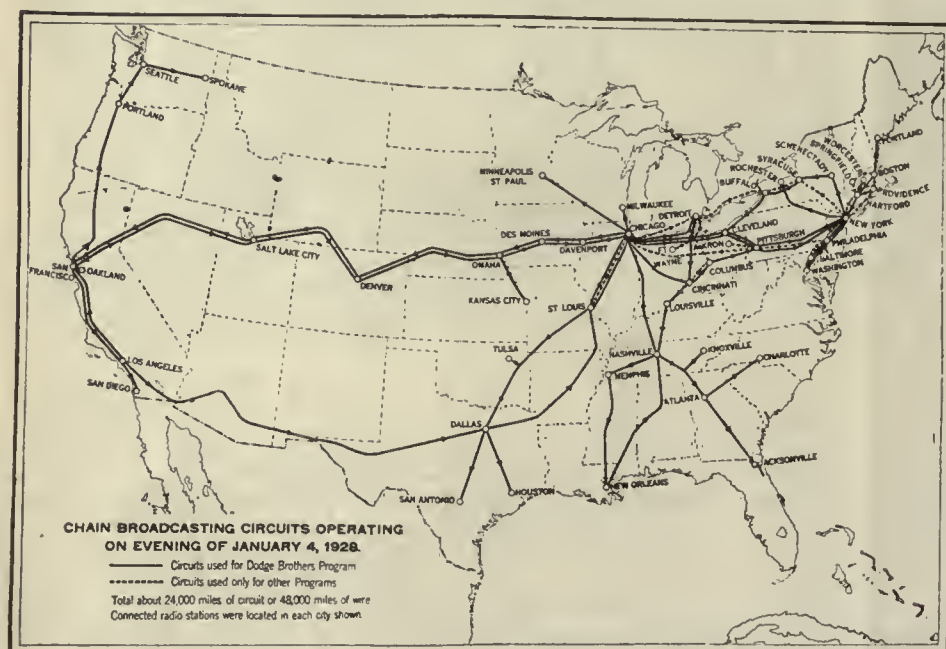 SEATTLE
SPOKANE
PORTLAND
MINNEAPOLIS
ST PAUL
MILWAUKEE
CHICAGO
DETROIT
BUFFALO
ROCHESTER
SYRACUSE
SCHENECTADY
SPRINGFIELD
WORCESTER
PORTLAND
BOSTON
PROVIDENCE
HARTFORD
NEW YORK
PHILADELPHIA
BALTIMORE
WASHINGTON
CLEVELAND
AKRON
PITTSBURGH
FT
WAYNE
COLUMBUS
CINCINNATI
LOUISVILLE
DES MOINES
DAVENPORT
OMAHA
SALT LAKE CITY
DENVER
SAN
FRANCISCO
OAKLAND
KANSAS CITY
ST LOUIS
LOS ANGELES
SAN DIEGO
TULSA
NASHVILLE
KNOXVILLE
CHARLOTTE
MEMPHIS
ATLANTA
DALLAS
JACKSONVILLE
SAN ANTONIO
HOUSTON
NEW ORLEANS
CHAIN BROADCASTING CIRCUITS OPERATING
ON EVENING OF JANUARY 4, 1928.
Circuits used for Dodge Brothers Program
Circuits used only for other Programs
Total about 24,000 miles of circuit or 48,000 miles of wire
Connected radio stations were located in each city shown